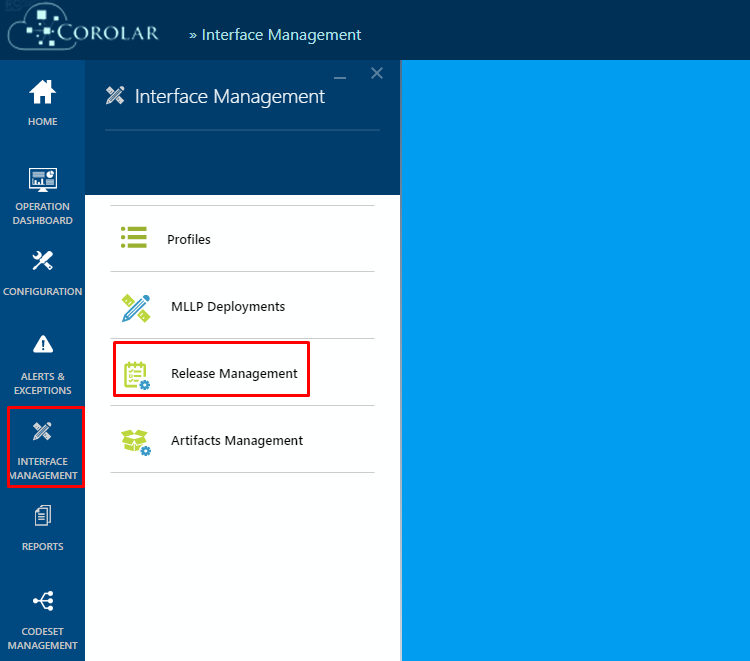 COROLAR
» Interface Management
HOME
OPERATION
DASHBOARD
CONFIGURATION
ALERTS &
EXCEPTIONS
INTERFACE
MANAGEMENT
REPORTS
CODESET
MANAGEMENT
Interface Management
Profiles
MLLP Deployments
Release Management
Artifacts Management